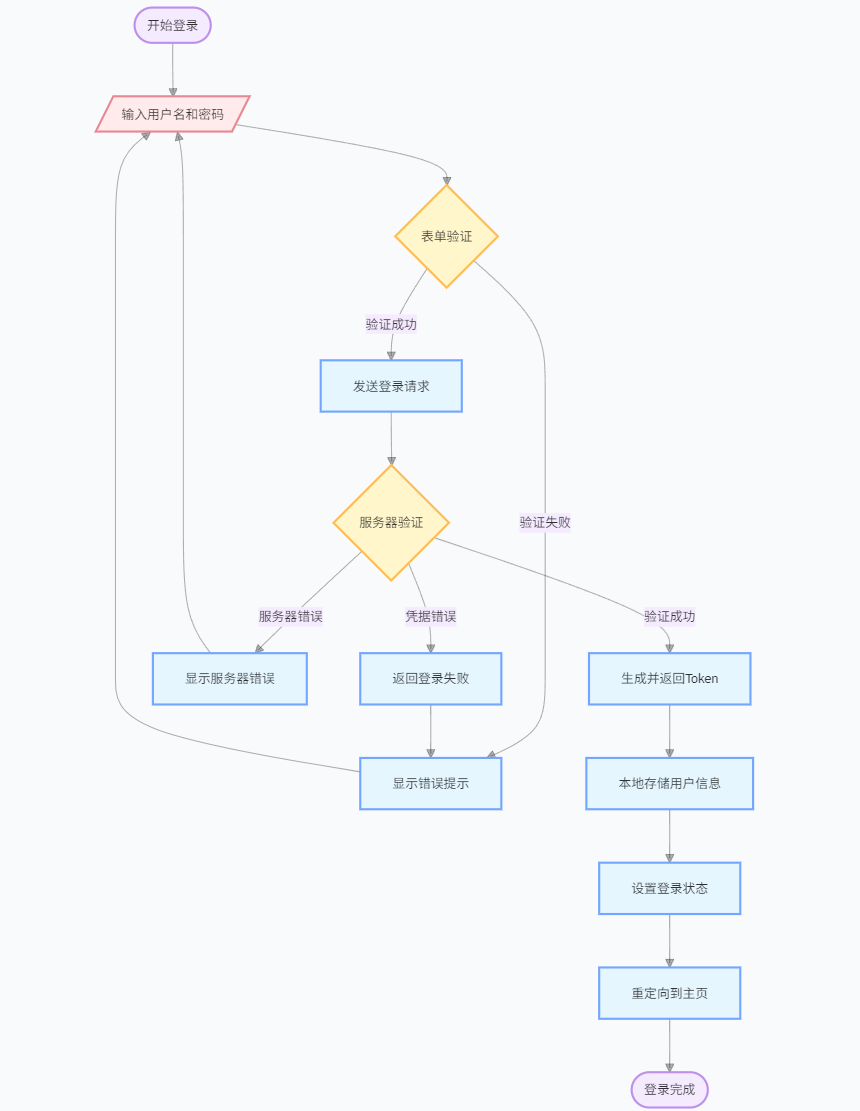 开始登录
输入用户名和密码
表单验证
验证成功
发送登录请求
服务器验证
验证失败
服务器错误
凭据错误
验证成功
显示服务器错误
返回登录失败
生成并返回Token
显示错误提示
本地存储用户信息
设置登录状态
重定向到主页
登录完成